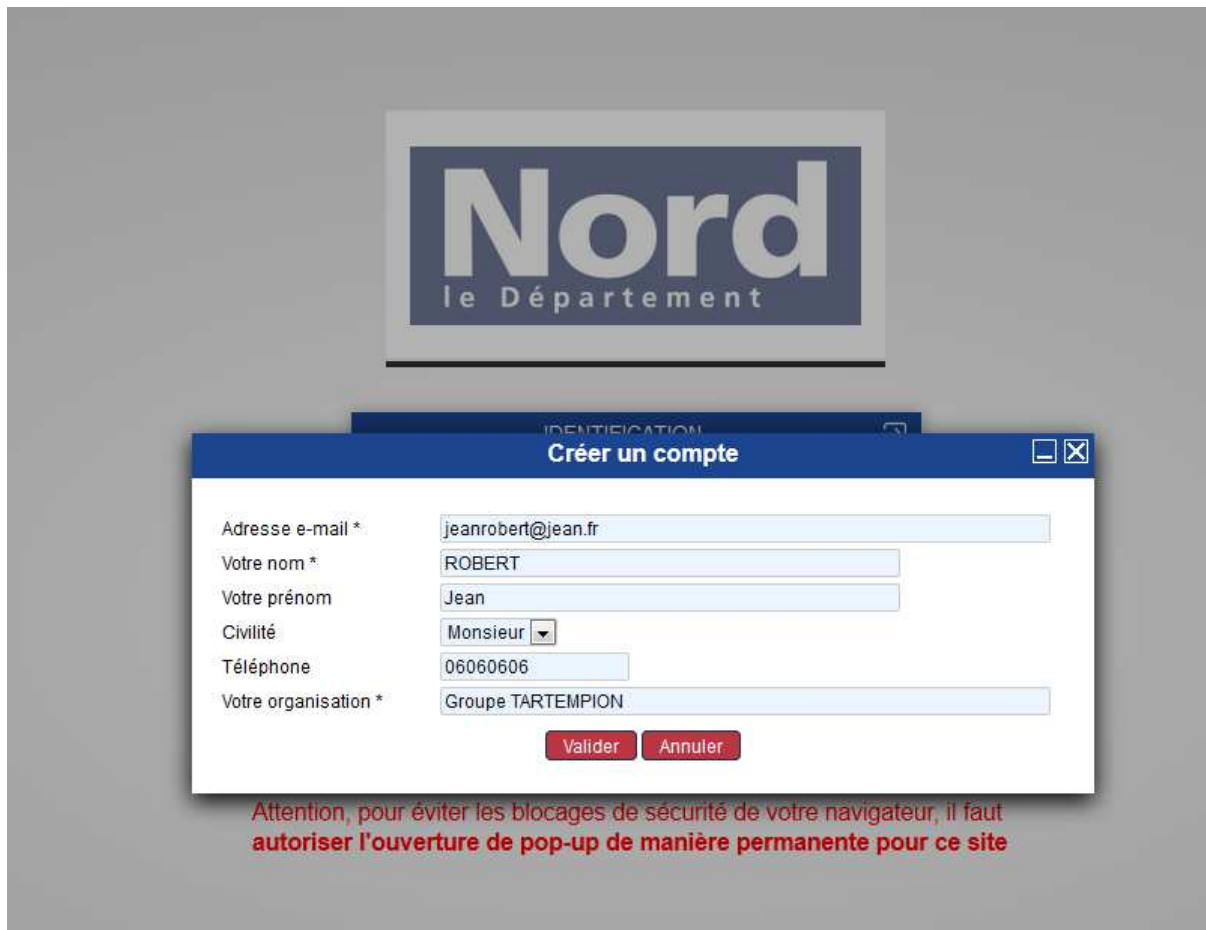 Nord
le Département
IDENTIFICATION
Créer un compte
Adresse e-mail * jeanrobert@jean.fr
Votre nom * ROBERT
Votre prénom Jean
Civilité Monsieur
Téléphone 06060606
Votre organisation * Groupe TARTEMPION
Valider Annuler
Attention, pour éviter les blocages de sécurité de votre navigateur, il faut
autoriser l'ouverture de pop-up de manière permanente pour ce site